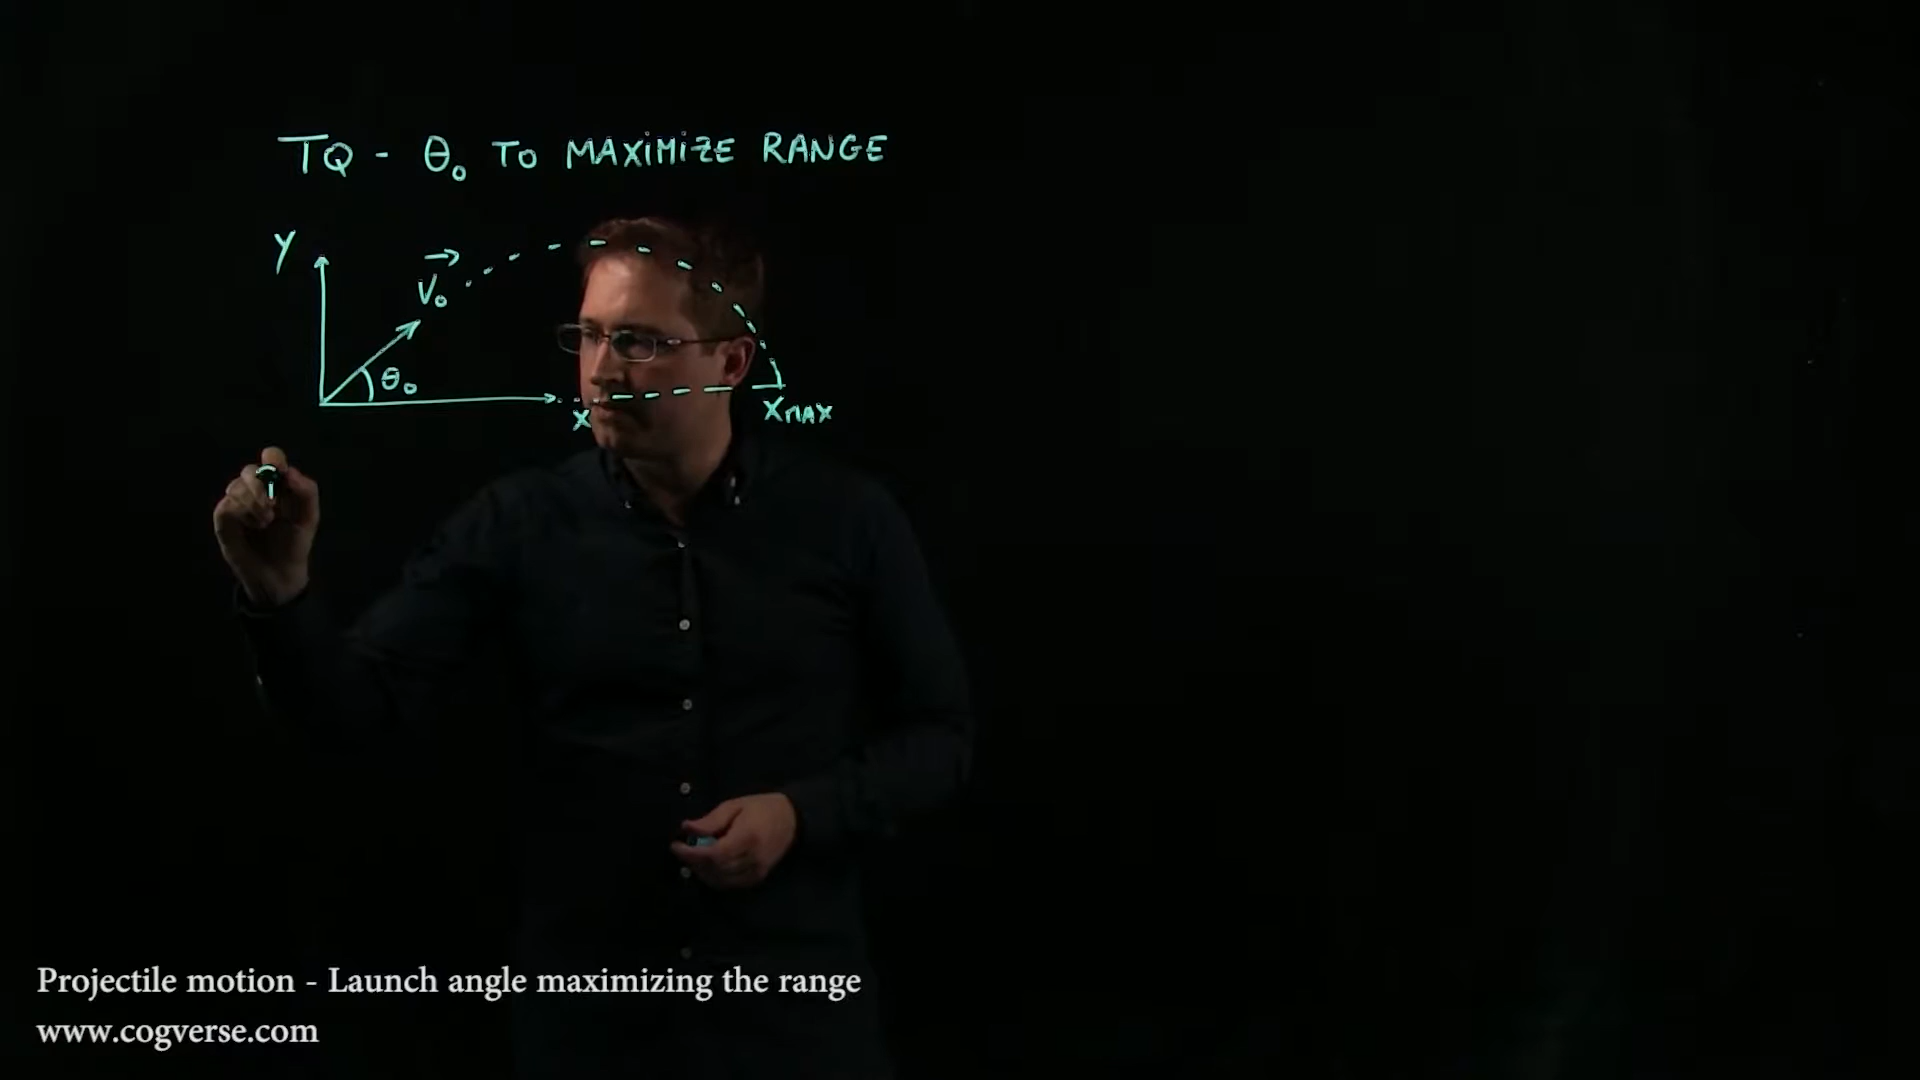 TQ - θ₀ TO MAXiMiZE RANGE
y
V₀
θ₀
x
xMAX
Projectile motion - Launch angle maximizing the range
www.cogverse.com